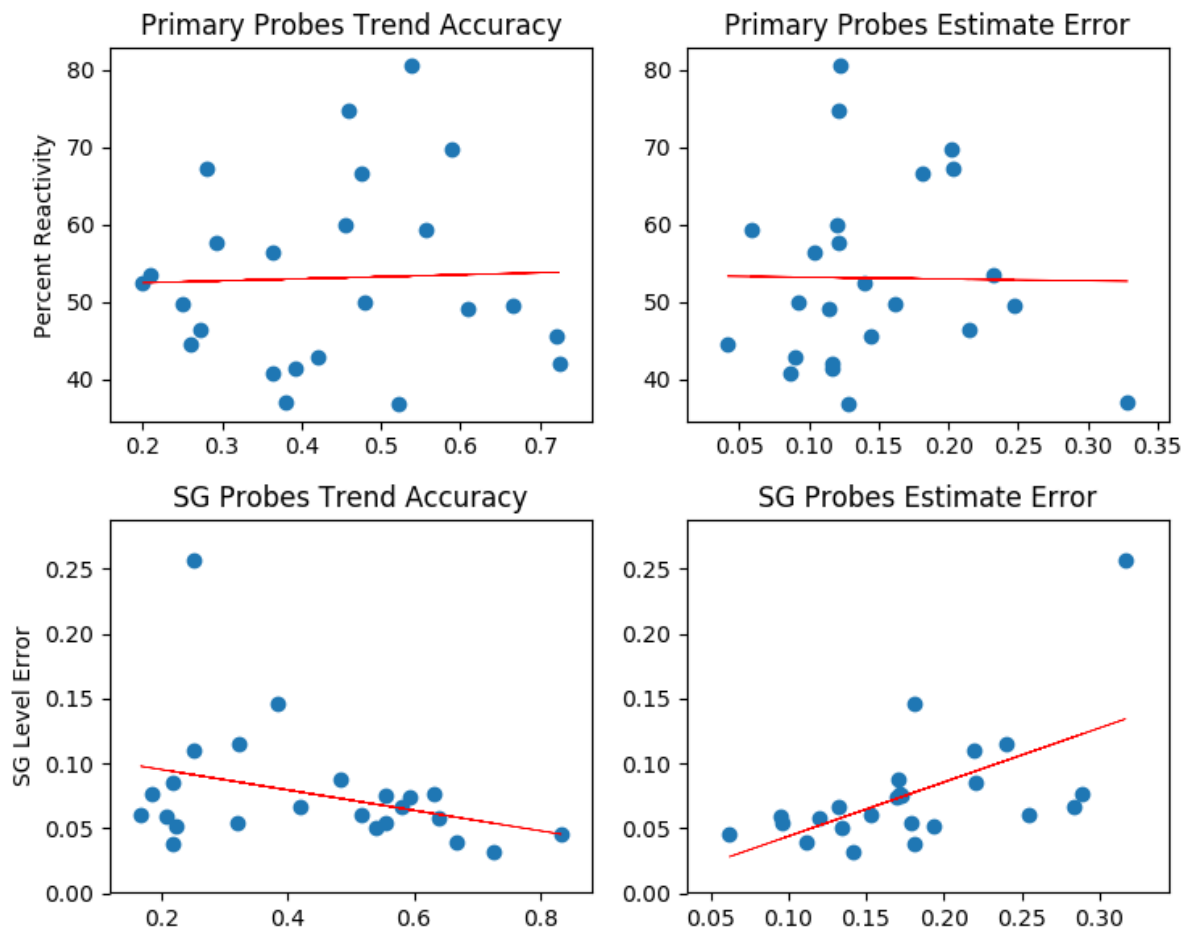 Primary Probes Trend Accuracy
Percent Reactivity
80
70
60
50
40
0.2 0.3 0.4 0.5 0.6 0.7
Primary Probes Estimate Error
80
70
60
50
40
0.05 0.10 0.15 0.20 0.25 0.30 0.35
SG Probes Trend Accuracy
SG Level Error
0.25
0.20
0.15
0.10
0.05
0.00
0.2 0.4 0.6 0.8
SG Probes Estimate Error
0.25
0.20
0.15
0.10
0.05
0.00
0.05 0.10 0.15 0.20 0.25 0.30